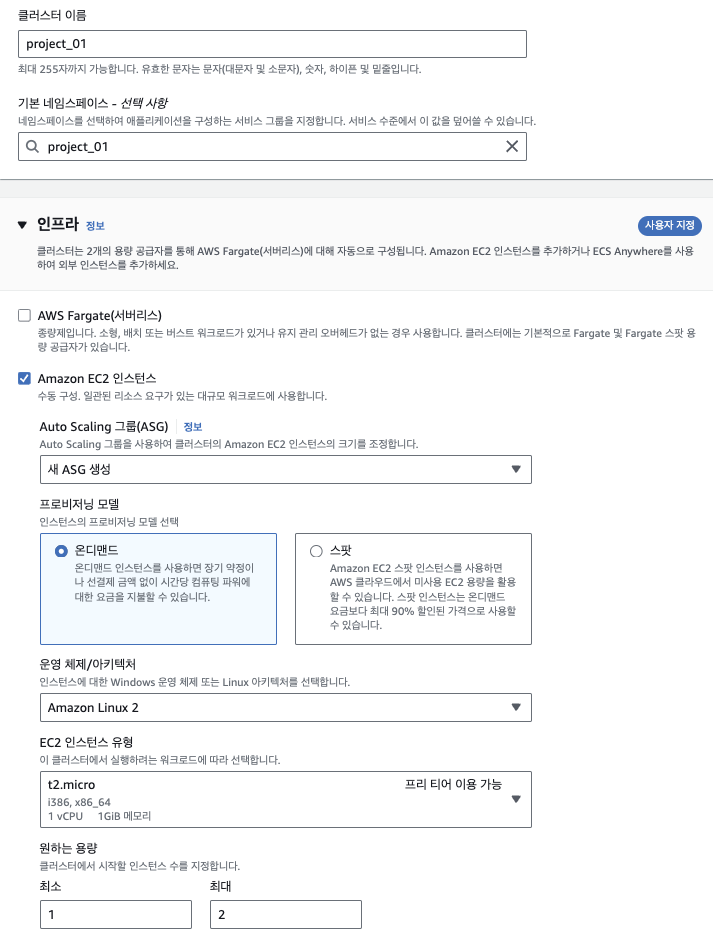 클러스터 이름
project_01
최대 255자까지 가능합니다. 유효한 문자는 문자(대문자 및 소문자), 숫자, 하이픈 및 밑줄입니다.
기본 네임스페이스 - 선택 사항
네임스페이스를 선택하여 애플리케이션을 구성하는 서비스 그룹을 지정합니다. 서비스 수준에서 이 값을 덮어쓸 수 있습니다.
project_01
인프라 정보
사용자 지정
클러스터는 2개의 용량 공급자를 통해 AWS Fargate(서버리스)에 대해 자동으로 구성됩니다. Amazon EC2 인스턴스를 추가하거나 ECS Anywhere를 사용
하여 외부 인스턴스를 추가하세요.
AWS Fargate(서버리스)
종량제입니다. 소형, 배치 또는 버스트 워크로드가 있거나 유지 관리 오버헤드가 없는 경우 사용합니다. 클러스터에는 기본적으로 Fargate 및 Fargate 스팟 용
량 공급자가 있습니다.
Amazon EC2 인스턴스
수동 구성. 일관된 리소스 요구가 있는 대규모 워크로드에 사용합니다.
Auto Scaling 그룹(ASG) 정보
Auto Scaling 그룹을 사용하여 클러스터의 Amazon EC2 인스턴스의 크기를 조정합니다.
새 ASG 생성
프로비저닝 모델
인스턴스의 프로비저닝 모델 선택
온디맨드
온디맨드 인스턴스를 사용하면 장기 약정이
나 선결제 금액 없이 시간당 컴퓨팅 파워에
대한 요금을 지불할 수 있습니다.
스팟
Amazon EC2 스팟 인스턴스를 사용하면
AWS 클라우드에서 미사용 EC2 용량을 활용
할 수 있습니다. 스팟 인스턴스는 온디맨드
요금보다 최대 90% 할인된 가격으로 사용할
수 있습니다.
운영 체제/아키텍처
인스턴스에 대한 Windows 운영 체제 또는 Linux 아키텍처를 선택합니다.
Amazon Linux 2
EC2 인스턴스 유형
이 클러스터에서 실행하려는 워크로드에 따라 선택합니다.
t2.micro
프리 티어 이용 가능
i386, x86_64
1 vCPU 1GiB 메모리
원하는 용량
클러스터에서 시작할 인스턴스 수를 지정합니다.
최소
최대
1
2